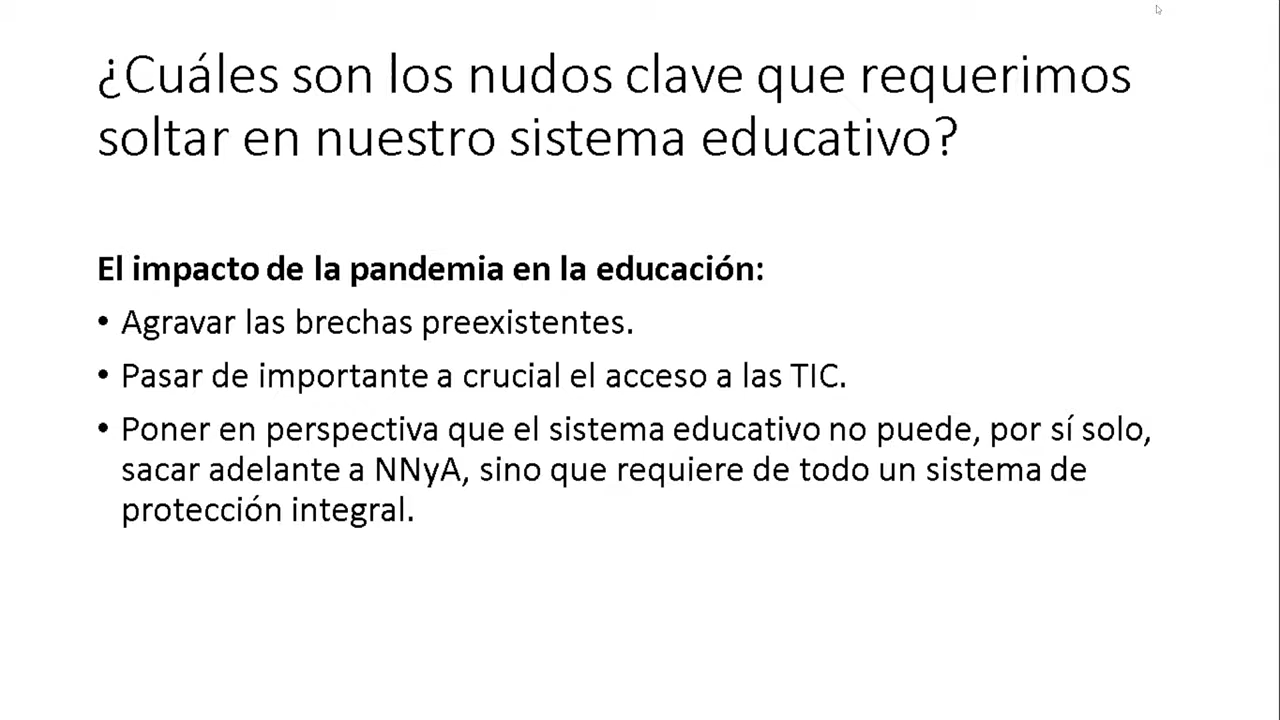 ¿Cuáles son los nudos clave que requerimos
soltar en nuestro sistema educativo?
El impacto de la pandemia en la educación:
• Agravar las brechas preexistentes.
• Pasar de importante a crucial el acceso a las TIC.
• Poner en perspectiva que el sistema educativo no puede, por sí solo,
sacar adelante a NNyA, sino que requiere de todo un sistema de
protección integral.